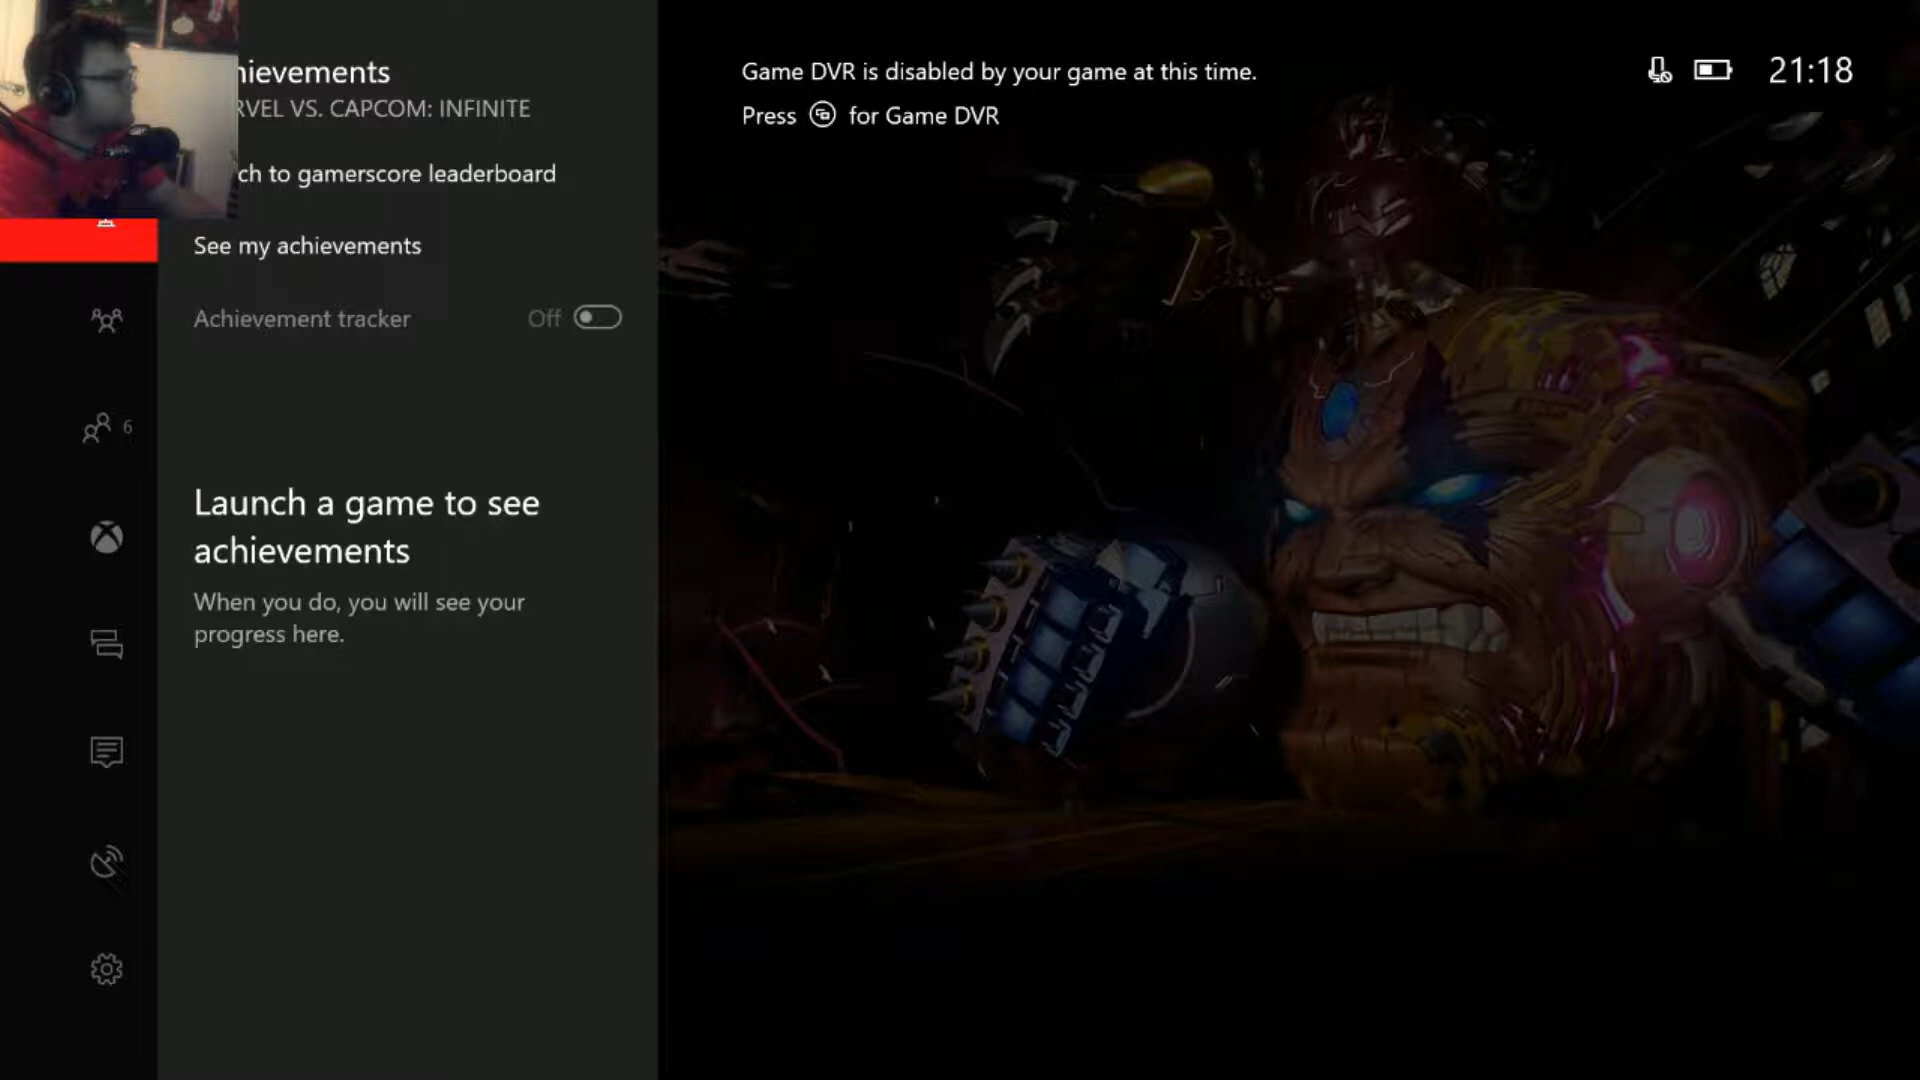 hievements
RVEL VS. CAPCOM: INFINITE
ch to gamerscore leaderboard
See my achievements
Achievement tracker Off
6
Launch a game to see
achievements
When you do, you will see your
progress here.
Game DVR is disabled by your game at this time.
Press for Game DVR
21:18